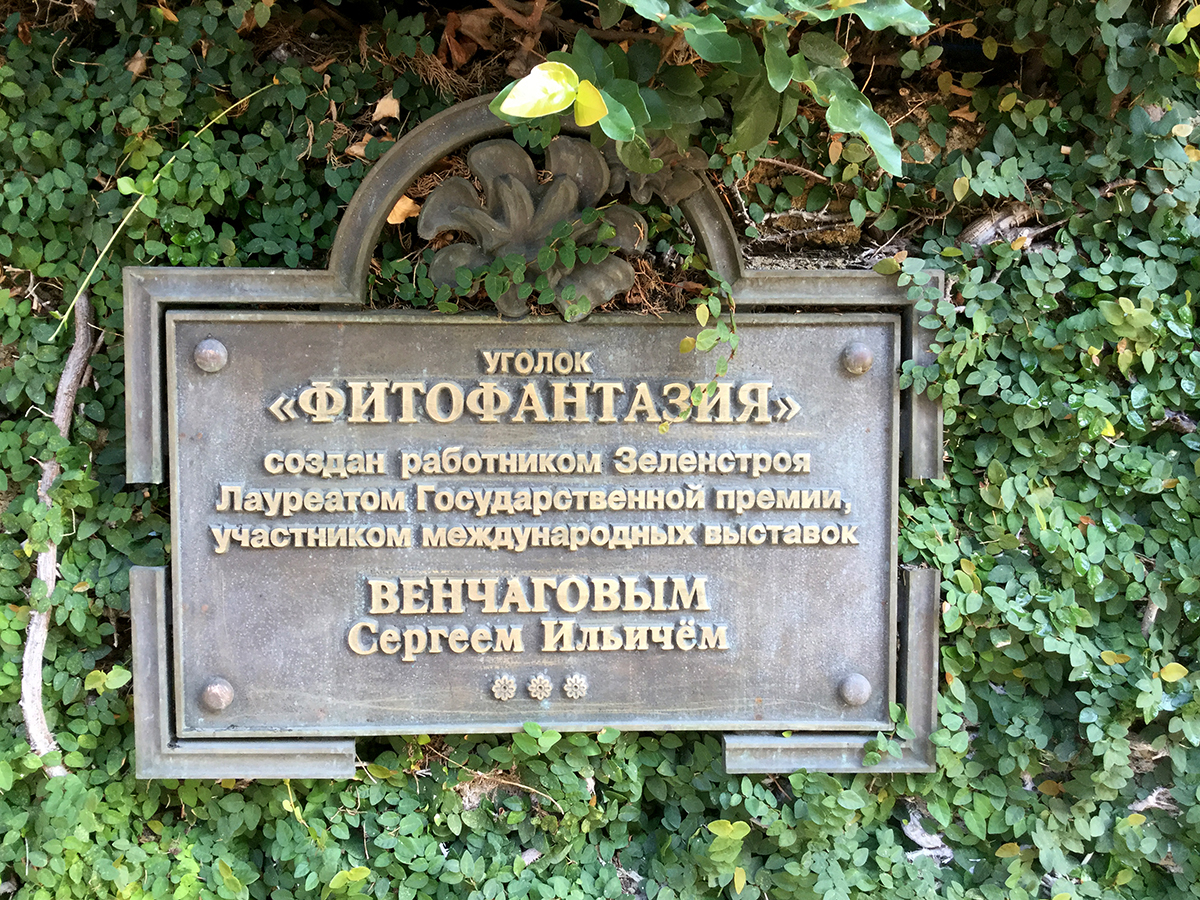 уголок
«ФИТОФАНТАЗИЯ»
создан работником Зеленстроя
Лауреатом Государственной премии,
участником международных выставок
ВЕНЧАГОВЫМ
Сергеем Ильичём